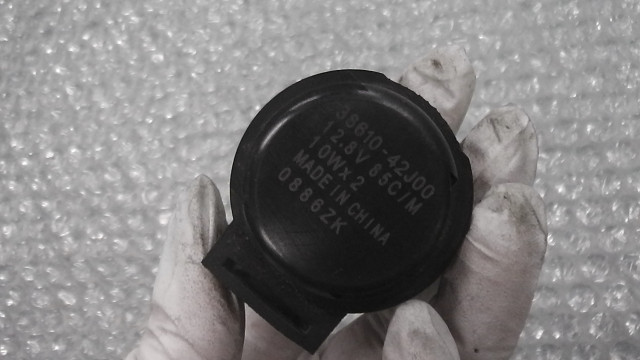 38610-42J00
12.8V 85C/M
10Wx2
MADE IN CHINA
0886ZK